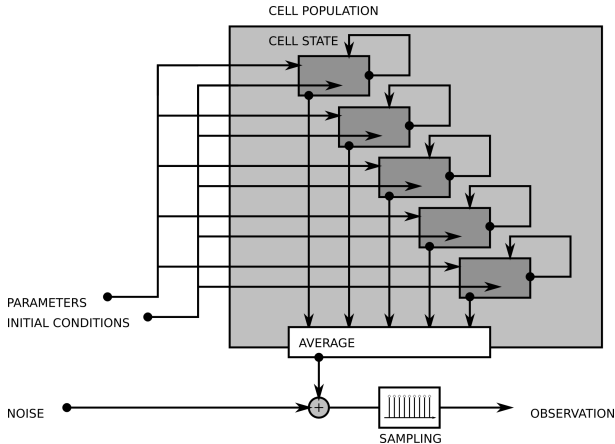 CELL POPULATION
CELL STATE
PARAMETERS
INITIAL CONDITIONS
AVERAGE
NOISE
+
OBSERVATION
SAMPLING